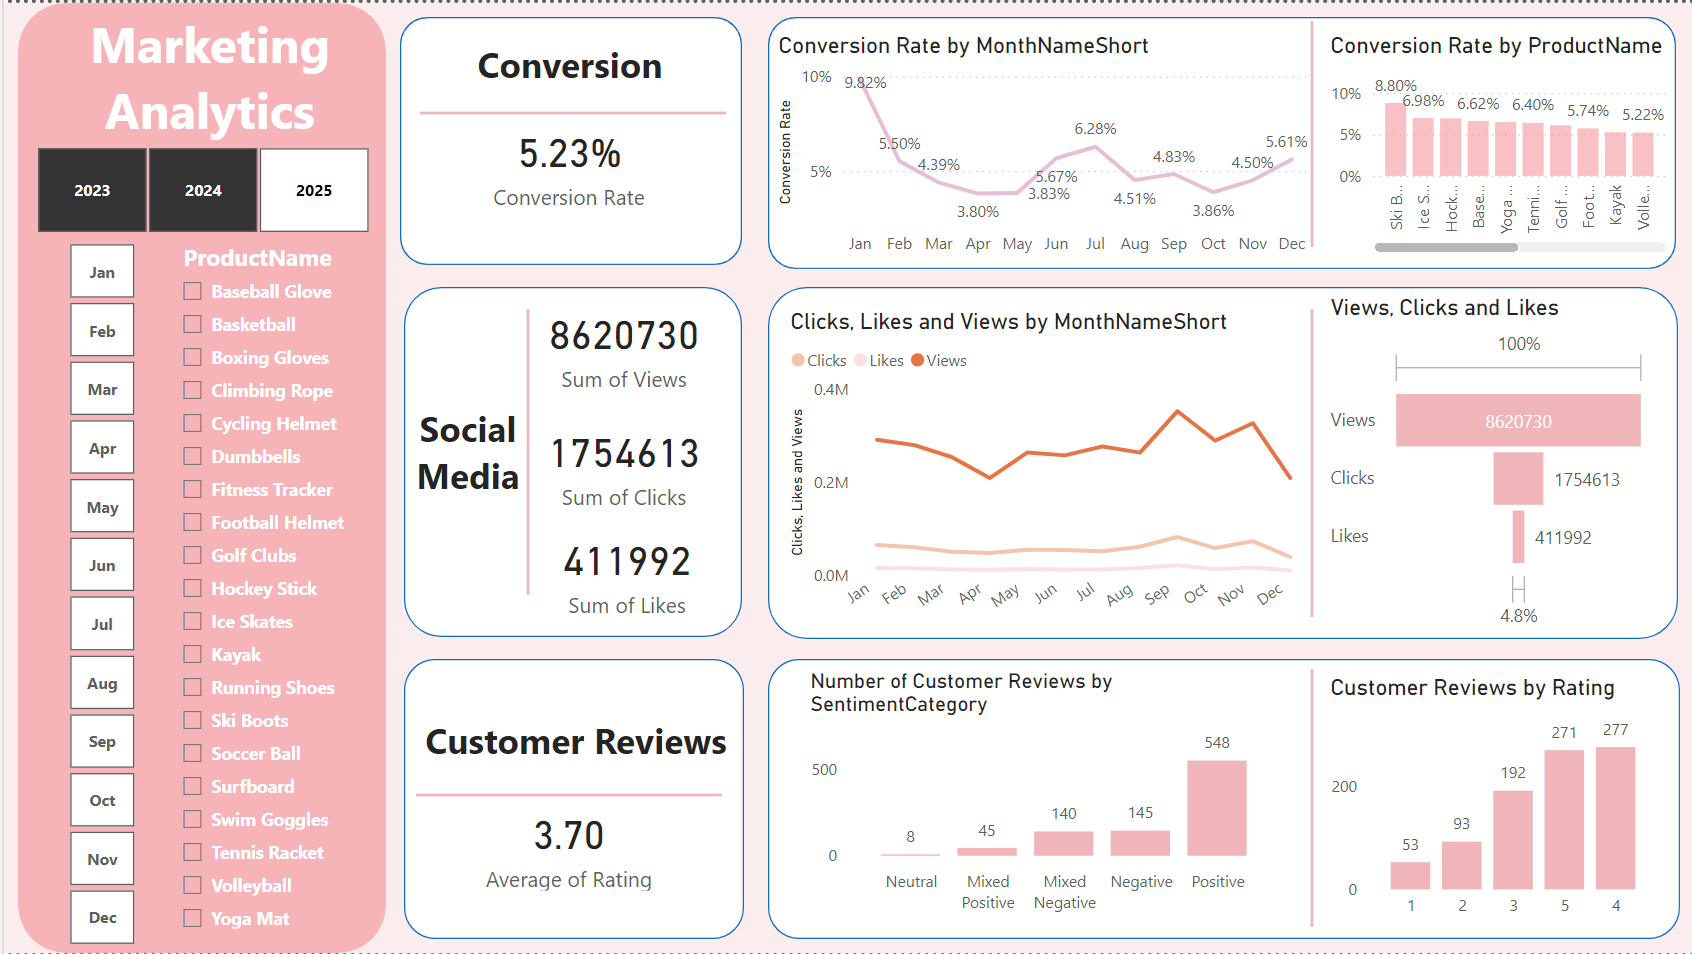 Marketing
Analytics
2023
2024
2025
Jan
Feb
Mar
Apr
May
Jun
Jul
Aug
Sep
Oct
Nov
Dec
ProductName
Baseball Glove
Basketball
Boxing Gloves
Climbing Rope
Cycling Helmet
Dumbbells
Fitness Tracker
Football Helmet
Golf Clubs
Hockey Stick
Ice Skates
Kayak
Running Shoes
Ski Boots
Soccer Ball
Surfboard
Swim Goggles
Tennis Racket
Volleyball
Yoga Mat
Conversion
5.23%
Conversion Rate
Conversion Rate by MonthNameShort
Conversion Rate
10%
5%
9.82%
5.50%
4.39%
3.80%
3.83%
5.67%
6.28%
4.51%
4.83%
3.86%
4.50%
5.61%
Jan Feb Mar Apr May Jun Jul Aug Sep Oct Nov Dec
Conversion Rate by ProductName
10%
5%
0%
8.80%
6.98%
6.62%
6.40%
5.74%
5.22%
Ski B...
Ice S...
Hock...
Base...
Yoga ...
Tenni...
Golf ...
Foot...
Kayak
Volle...
Social
Media
8620730
Sum of Views
1754613
Sum of Clicks
411992
Sum of Likes
Clicks, Likes and Views by MonthNameShort
Clicks Likes Views
Clicks, Likes and Views
0.4M
0.2M
0.0M
Jan Feb Mar Apr May Jun Jul Aug Sep Oct Nov Dec
Views, Clicks and Likes
100%
Views 8620730
Clicks 1754613
Likes 411992
4.8%
Customer Reviews
3.70
Average of Rating
Number of Customer Reviews by
SentimentCategory
500
0
8
45
140
145
548
Neutral
Mixed
Positive
Mixed
Negative
Negative
Positive
Customer Reviews by Rating
200
0
53
93
192
271
277
1 2 3 5 4